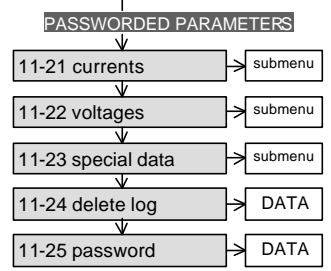 PASSWORDED PARAMETERS
11-21 currents submenu
11-22 voltages submenu
11-23 special data submenu
11-24 delete log DATA
11-25 password DATA